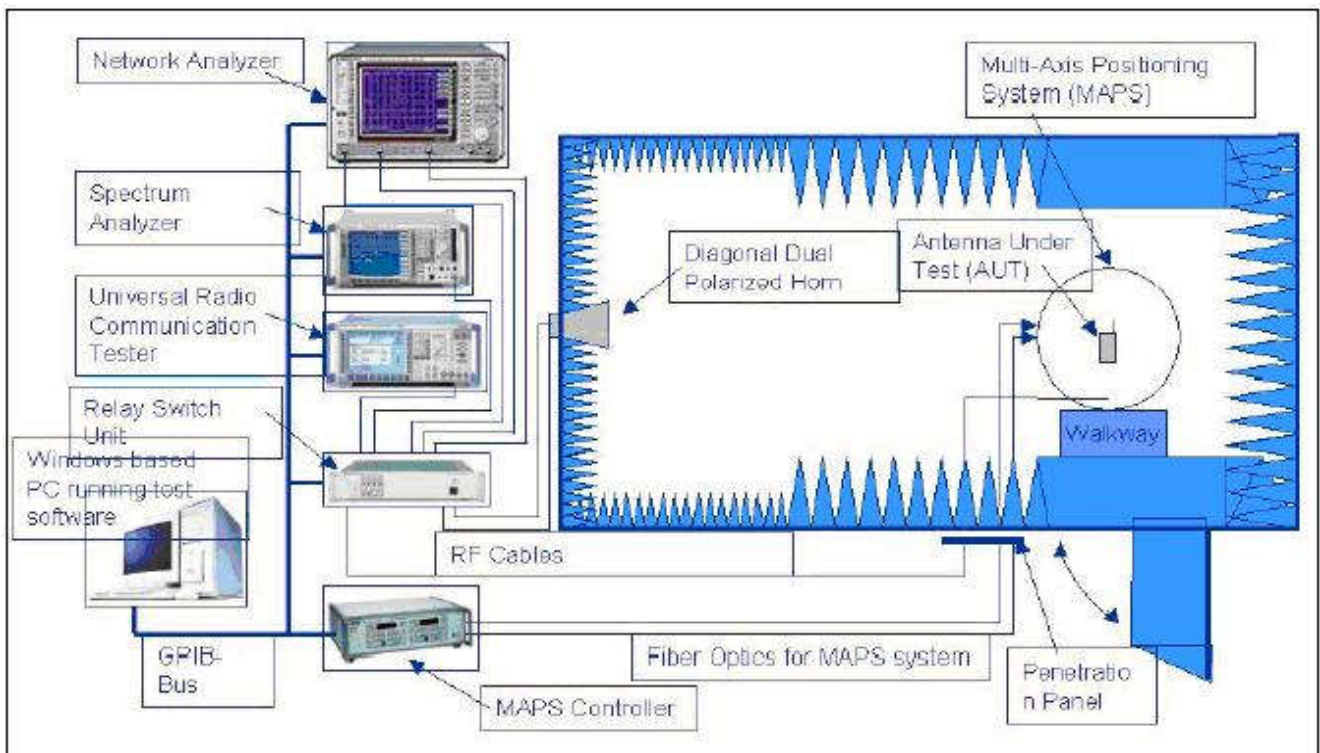 Network Analyzer
Multi-Axis Positioning
System (MAPS)
Spectrum
Analyzer
Diagonal Dual
Polarized Horn
Antenna Under
Test (AUT)
Universal Radio
Communication
Tester
Relay Switch
Unit
Walkway
Windows based
PC running test
software
RF Cables
GPIB-
Bus
Fiber Optics for MAPS system
Penetratio
n Panel
MAPS Controller